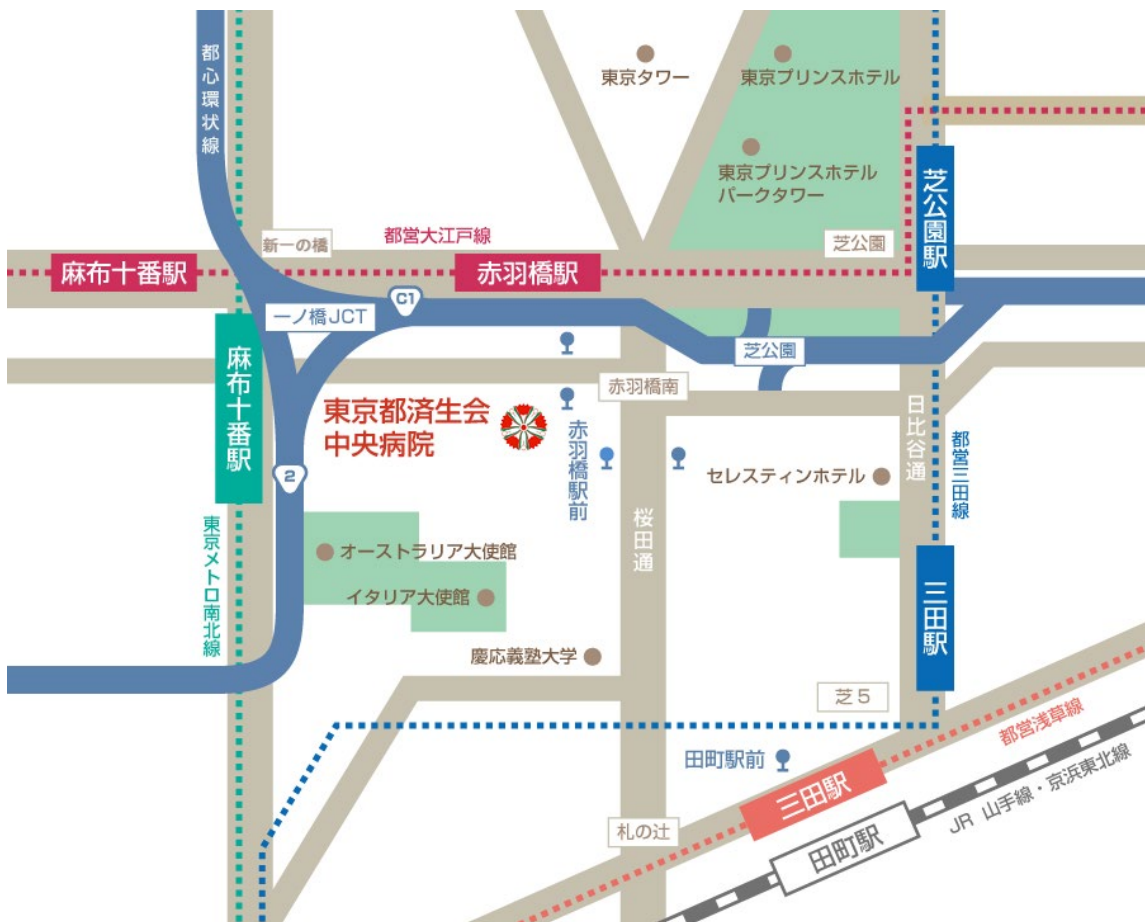 都心環状線
東京タワー
東京プリンスホテル
東京プリンスホテル
パークタワー
芝公園駅
新一の橋
都営大江戸線
芝公園
麻布十番駅
赤羽橋駅
C1
一ノ橋JCT
麻布十番駅
芝公園
赤羽橋南
東京都済生会
中央病院
赤羽橋駅前
日比谷通
都営三田線
2
セレスティンホテル
桜田通
東京メトロ南北線
オーストラリア大使館
イタリア大使館
三田駅
慶応義塾大学
芝5
都営浅草線
田町駅前
三田駅
JR 山手線・京浜東北線
札の辻
田町駅